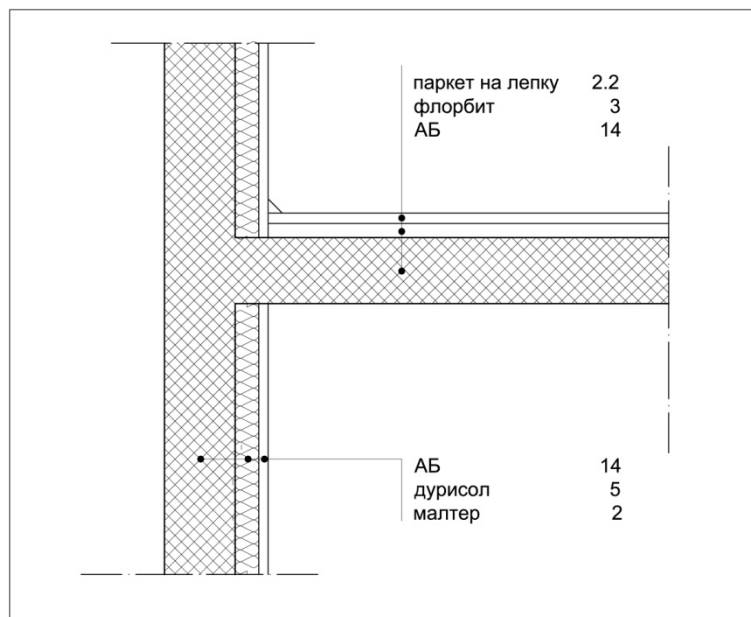 паркет на лепку 2.2
флорбит 3
АБ 14
АБ 14
дурисол 5
малтер 2